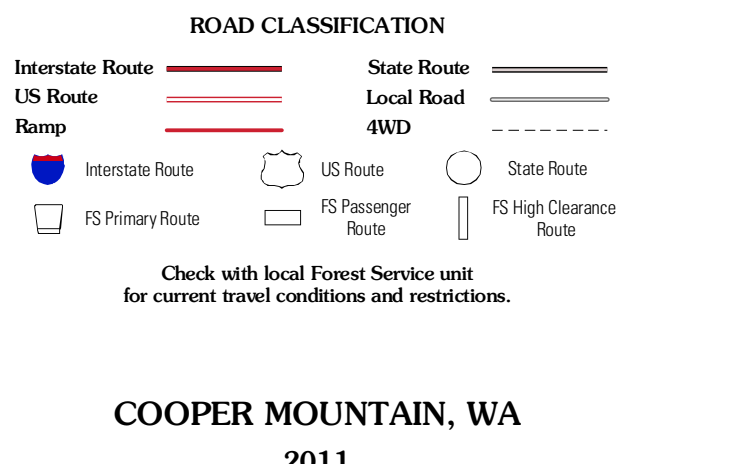 ROAD CLASSIFICATION
Interstate Route State Route
US Route Local Road
Ramp 4WD
Interstate Route US Route State Route
FS Primary Route FS Passenger Route FS High Clearance Route
Check with local Forest Service unit
for current travel conditions and restrictions.
COOPER MOUNTAIN, WA
2011